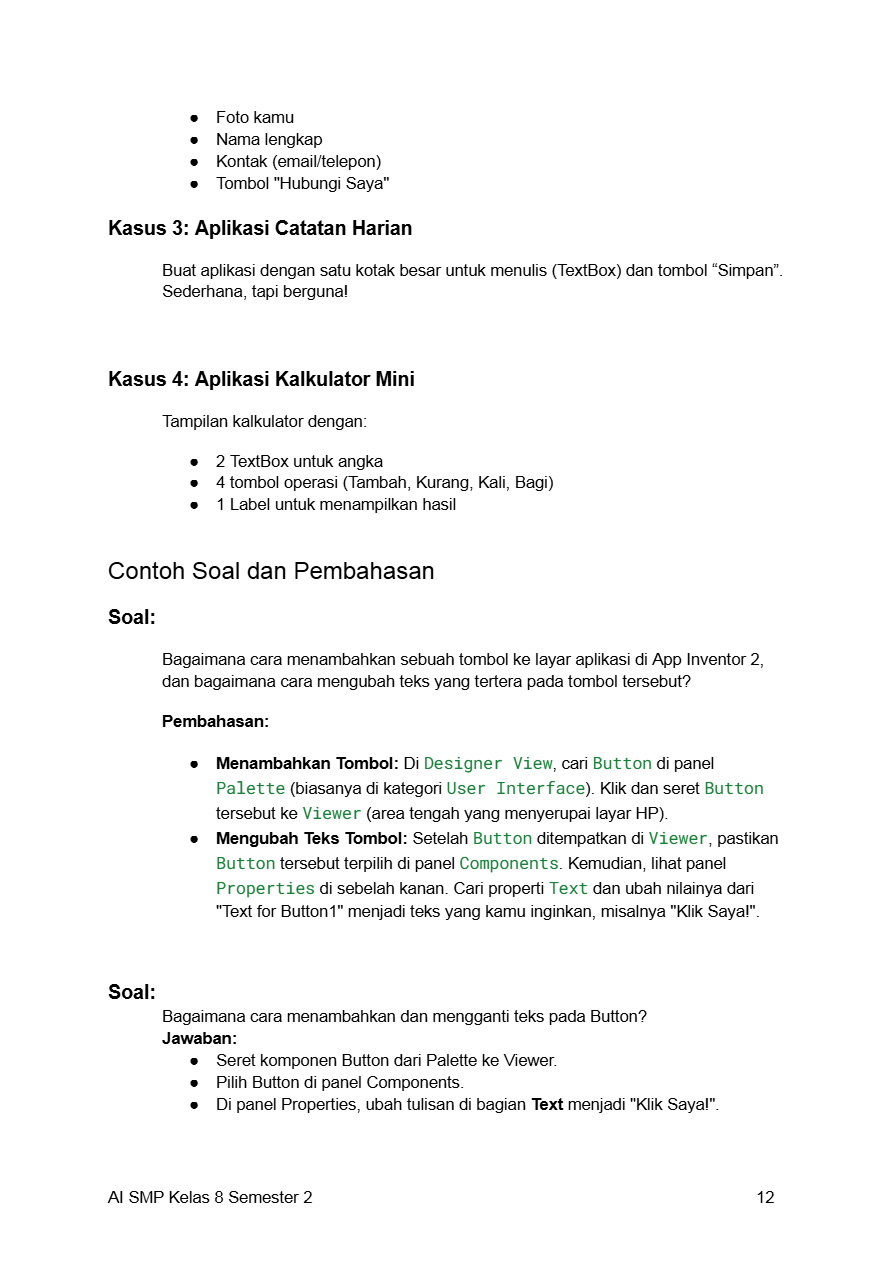 ● Foto kamu
● Nama lengkap
● Kontak (email/telepon)
● Tombol "Hubungi Saya"
Kasus 3: Aplikasi Catatan Harian
Buat aplikasi dengan satu kotak besar untuk menulis (TextBox) dan tombol “Simpan”.
Sederhana, tapi berguna!
Kasus 4: Aplikasi Kalkulator Mini
Tampilan kalkulator dengan:
● 2 TextBox untuk angka
● 4 tombol operasi (Tambah, Kurang, Kali, Bagi)
● 1 Label untuk menampilkan hasil
Contoh Soal dan Pembahasan
Soal:
Bagaimana cara menambahkan sebuah tombol ke layar aplikasi di App Inventor 2,
dan bagaimana cara mengubah teks yang tertera pada tombol tersebut?
Pembahasan:
● Menambahkan Tombol: Di Designer View, cari Button di panel
Palette (biasanya di kategori User Interface). Klik dan seret Button
tersebut ke Viewer (area tengah yang menyerupai layar HP).
● Mengubah Teks Tombol: Setelah Button ditempatkan di Viewer, pastikan
Button tersebut terpilih di panel Components. Kemudian, lihat panel
Properties di sebelah kanan. Cari properti Text dan ubah nilainya dari
"Text for Button1" menjadi teks yang kamu inginkan, misalnya "Klik Saya!".
Soal:
Bagaimana cara menambahkan dan mengganti teks pada Button?
Jawaban:
● Seret komponen Button dari Palette ke Viewer.
● Pilih Button di panel Components.
● Di panel Properties, ubah tulisan di bagian Text menjadi "Klik Saya!".
AI SMP Kelas 8 Semester 2 12